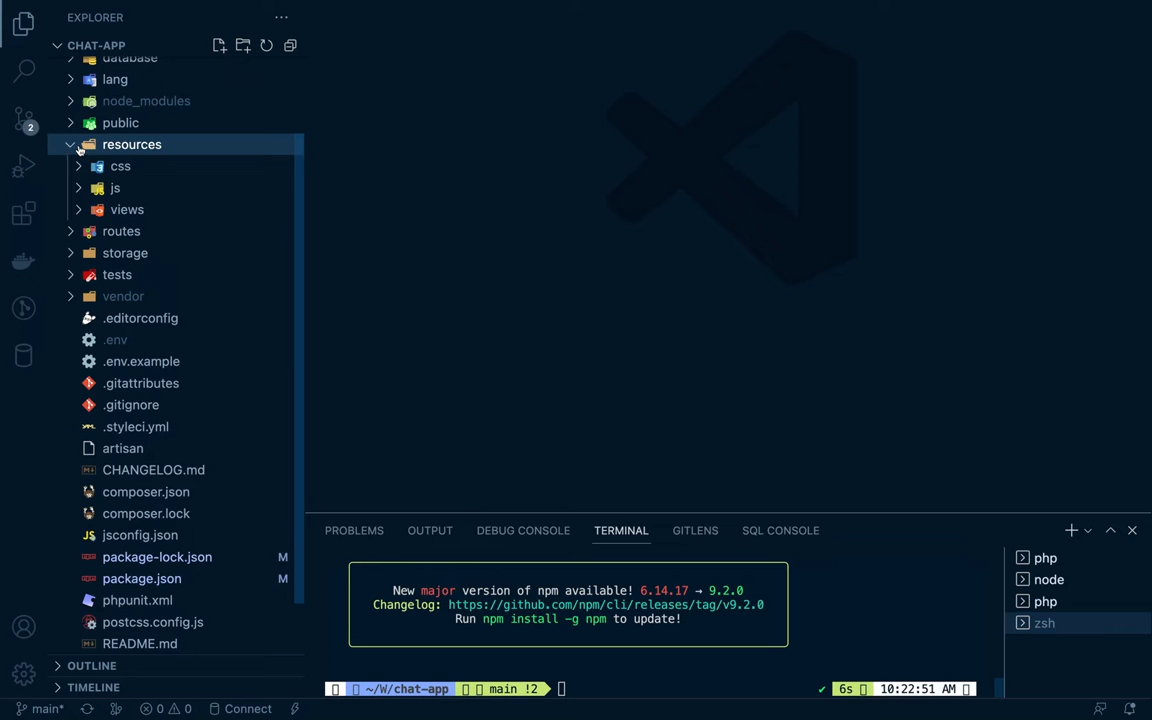 EXPLORER
CHAT-APP
database
lang
node_modules
public
resources
css
js
views
routes
storage
tests
vendor
.editorconfig
.env
.env.example
.gitattributes
.gitignore
.styleci.yml
artisan
CHANGELOG.md
composer.json
composer.lock
jsconfig.json
package-lock.json M
package.json M
phpunit.xml
postcss.config.js
README.md
OUTLINE
TIMELINE
2
PROBLEMS OUTPUT DEBUG CONSOLE TERMINAL GITLENS SQL CONSOLE
New major version of npm available! 6.14.17 → 9.2.0
Changelog: https://github.com/npm/cli/releases/tag/v9.2.0
Run npm install -g npm to update!
~/W/chat-app main !2 ✔ 6s 10:22:51 AM
php
node
php
zsh
main* 0 0 Connect